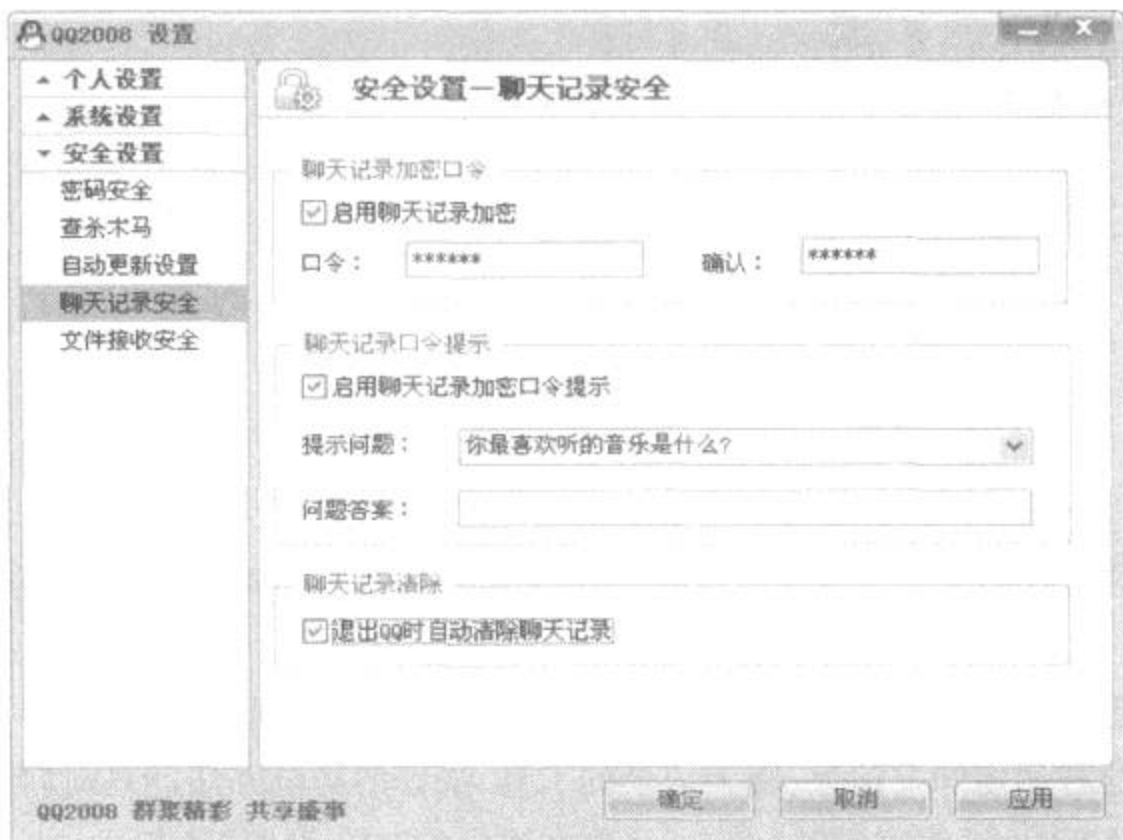 QQ2008 设置
个人设置
系统设置
安全设置
密码安全
查杀木马
自动更新设置
聊天记录安全
文件接收安全
安全设置—聊天记录安全
聊天记录加密口令
启用聊天记录加密
口令： ****** 确认： ******
聊天记录口令提示
启用聊天记录加密口令提示
提示问题： 你最喜欢听的音乐是什么?
问题答案：
聊天记录清除
退出QQ时自动清除聊天记录
QQ2008 群聚精彩 共享盛事
确定 取消 应用